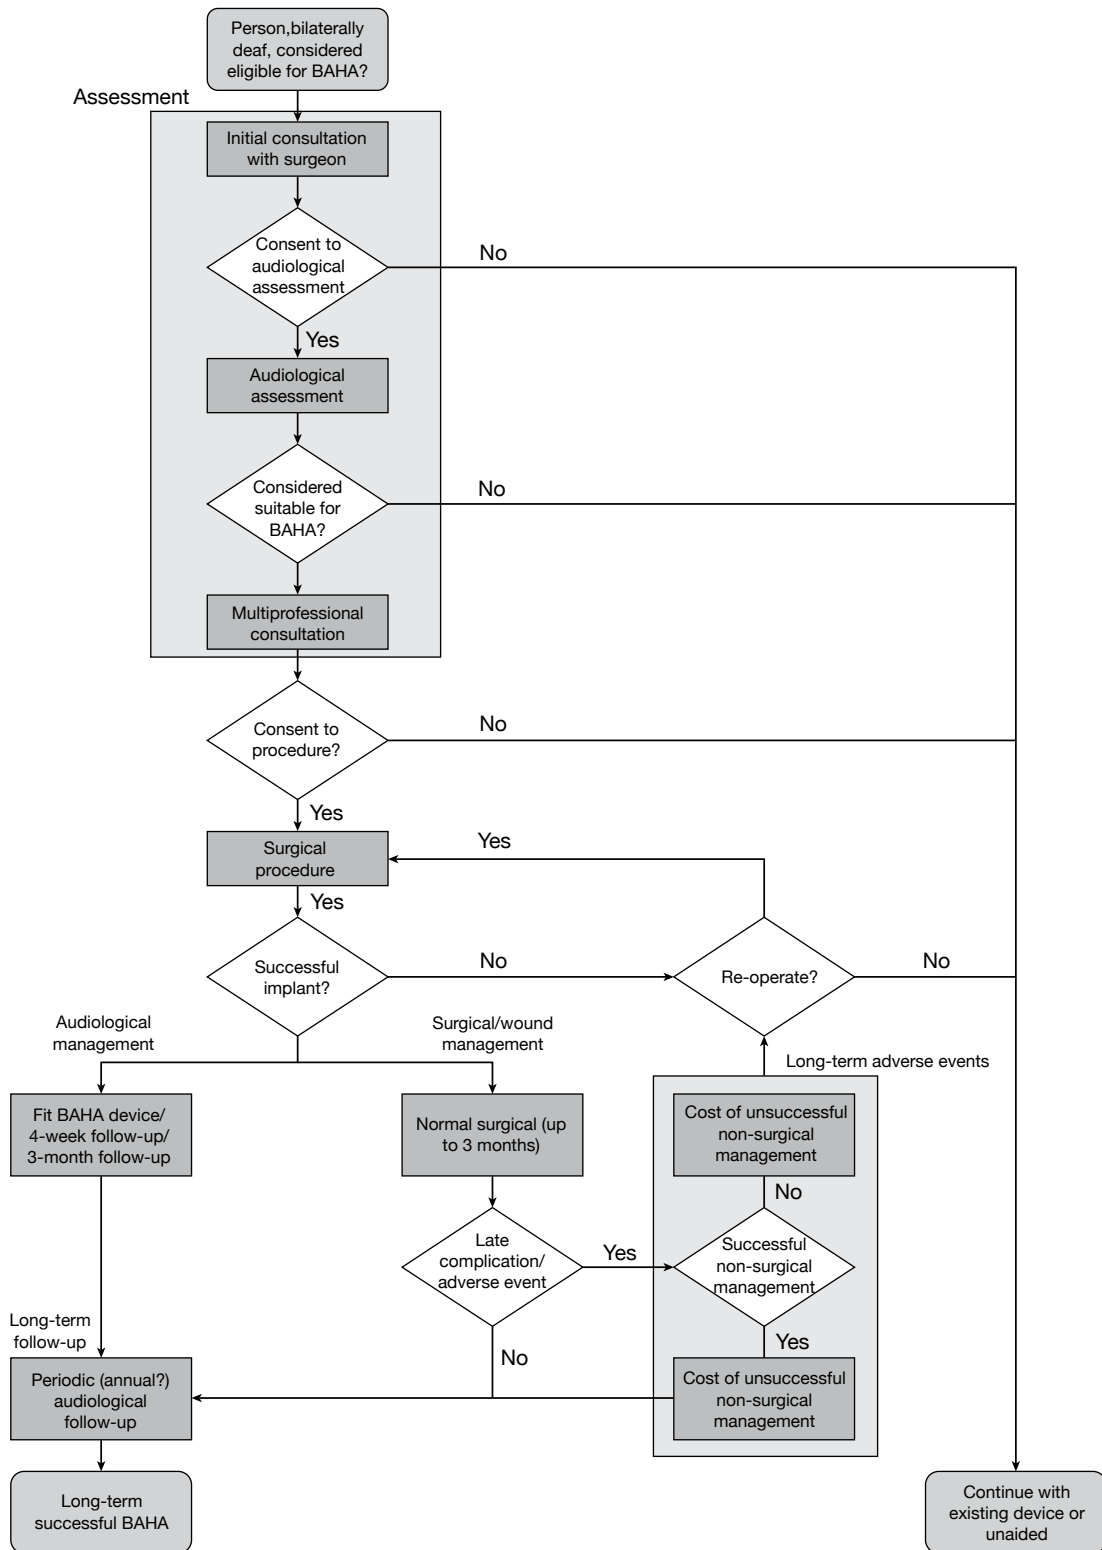 Person,bilaterally
deaf, considered
eligible for BAHA?
Assessment
Initial consultation
with surgeon
Consent to
audiological
assessment
No
Yes
Audiological
assessment
Considered
suitable for
BAHA?
No
Multiprofessional
consultation
Consent to
procedure?
No
Yes
Surgical
procedure
Yes
Yes
Successful
implant?
No
Re-operate?
No
Audiological
management
Surgical/wound
management
Long-term adverse events
Fit BAHA device/
4-week follow-up/
3-month follow-up
Normal surgical (up
to 3 months)
Cost of unsuccessful
non-surgical
management
No
Late
complication/
adverse event
Yes
Successful
non-surgical
management
Yes
No
Long-term
follow-up
Periodic (annual?)
audiological
follow-up
Cost of unsuccessful
non-surgical
management
Long-term
successful BAHA
Continue with
existing device or
unaided